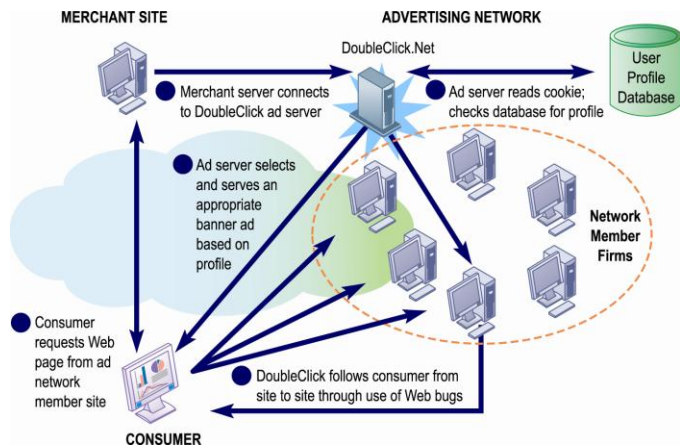 MERCHANT SITE
ADVERTISING NETWORK
DoubleClick.Net
User
Profile
Database
Merchant server connects
to DoubleClick ad server
Ad server reads cookie;
checks database for profile
Ad server selects
and serves an
appropriate
banner ad
based on
profile
Network
Member
Firms
Consumer
requests Web
page from ad
network
member site
DoubleClick follows consumer from
site to site through use of Web bugs
CONSUMER